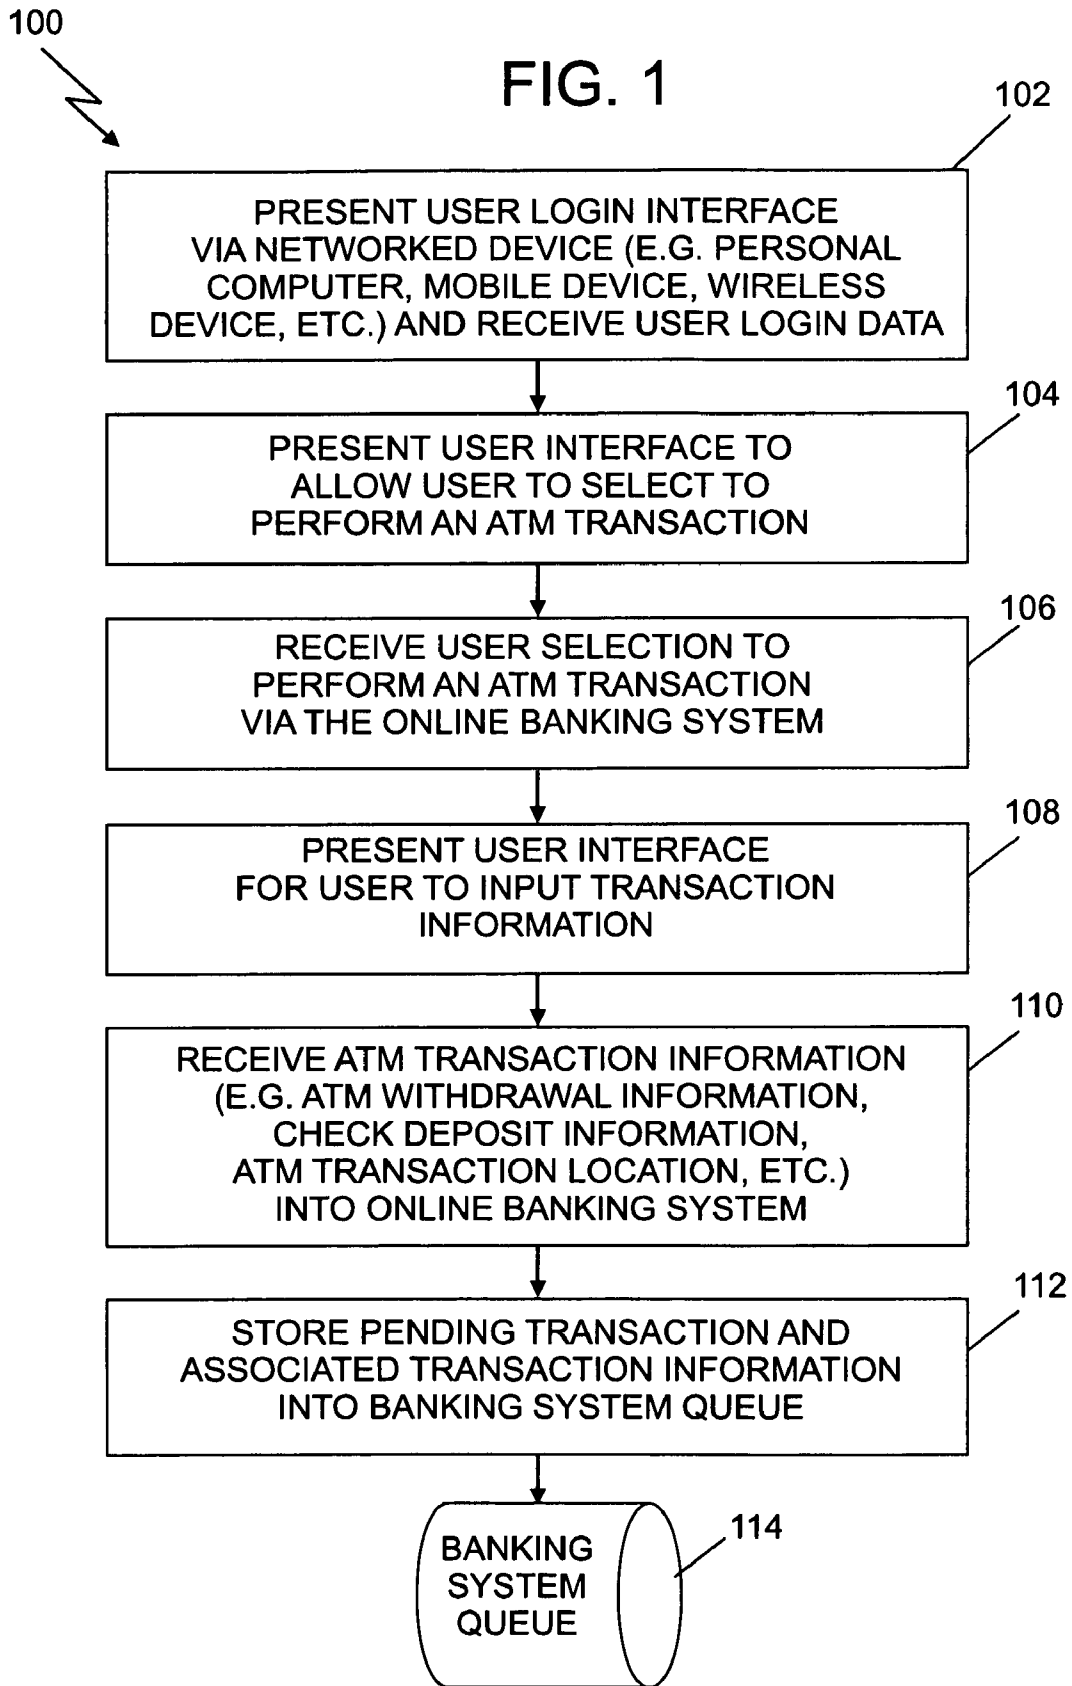 100
FIG. 1
102
PRESENT USER LOGIN INTERFACE
VIA NETWORKED DEVICE (E.G. PERSONAL
COMPUTER, MOBILE DEVICE, WIRELESS
DEVICE, ETC.) AND RECEIVE USER LOGIN DATA
104
PRESENT USER INTERFACE TO
ALLOW USER TO SELECT TO
PERFORM AN ATM TRANSACTION
106
RECEIVE USER SELECTION TO
PERFORM AN ATM TRANSACTION
VIA THE ONLINE BANKING SYSTEM
108
PRESENT USER INTERFACE
FOR USER TO INPUT TRANSACTION
INFORMATION
110
RECEIVE ATM TRANSACTION INFORMATION
(E.G. ATM WITHDRAWAL INFORMATION,
CHECK DEPOSIT INFORMATION,
ATM TRANSACTION LOCATION, ETC.)
INTO ONLINE BANKING SYSTEM
112
STORE PENDING TRANSACTION AND
ASSOCIATED TRANSACTION INFORMATION
INTO BANKING SYSTEM QUEUE
114
BANKING
SYSTEM
QUEUE